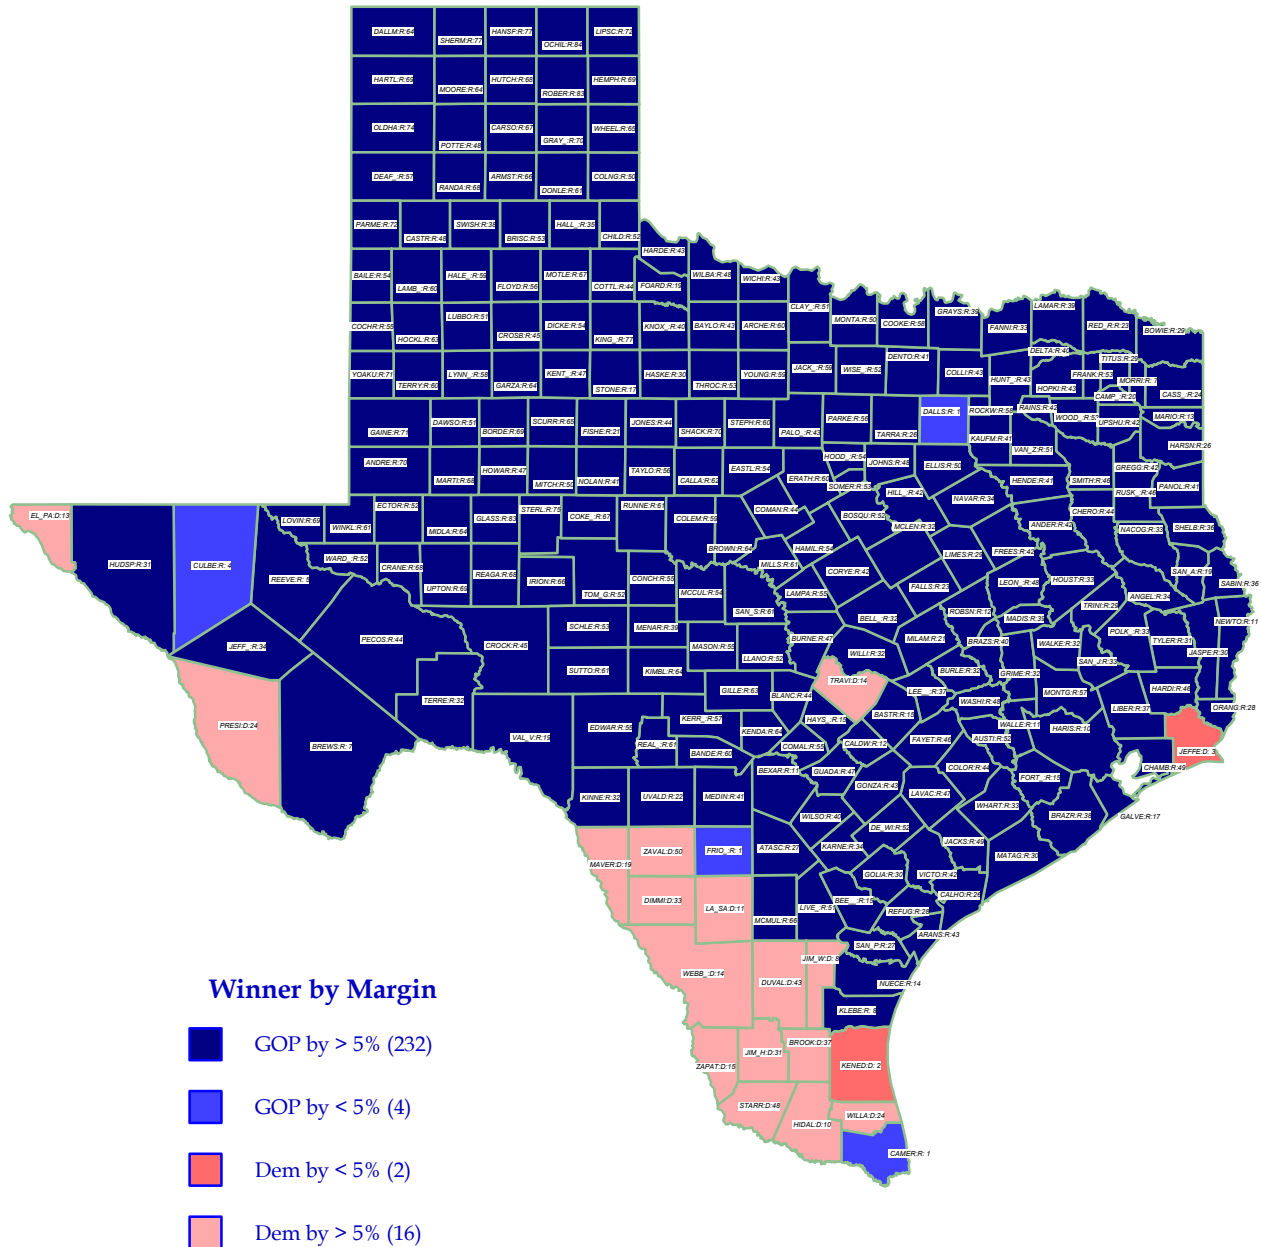 DALLM:R:64
SHERM:R:77
HANSF:R:77
OCHIL:R:84
LIPSC:R:72
HARTL:R:69
MOORE:R:64
HUTCH:R:68
ROBER:R:83
HEMPH:R:69
OLDHA:R:74
POTTE:R:48
CARSO:R:67
GRAY_:R:70
WHEEL:R:65
DEAF_:R:57
RANDA:R:68
ARMST:R:66
DONLE:R:61
COLNG:R:50
PARME:R:72
CASTR:R:48
SWISH:R:38
BRISC:R:53
HALL_:R:35
CHILD:R:52
HARDE:R:43
BAILE:R:54
LAMB_:R:60
HALE_:R:59
FLOYD:R:56
MOTLE:R:67
COTTL:R:44
FOARD:R:19
WILBA:R:48
WICHI:R:43
COCHR:R:55
HOCKL:R:63
LUBBO:R:51
CROSB:R:45
DICKE:R:54
KING_:R:77
KNOX_:R:40
BAYLO:R:43
ARCHE:R:60
CLAY_:R:51
MONTA:R:50
COOKE:R:58
GRAYS:R:39
FANNI:R:33
LAMAR:R:39
RED_R:R:23
BOWIE:R:29
YOAKU:R:71
TERRY:R:60
LYNN_:R:58
GARZA:R:64
KENT_:R:47
STONE:R:17
HASKE:R:30
THROC:R:53
YOUNG:R:59
JACK_:R:59
WISE_:R:52
DENTO:R:41
COLLI:R:43
HUNT_:R:43
DELTA:R:40
HOPKI:R:43
FRANK:R:53
TITUS:R:29
MORRI:R: 7
CAMP_:R:20
CASS_:R:24
GAINE:R:71
DAWSO:R:51
BORDE:R:69
SCURR:R:65
FISHE:R:21
JONES:R:44
SHACK:R:70
STEPH:R:60
PALO_:R:43
PARKE:R:56
TARRA:R:26
DALLS:R: 1
ROCKW:R:58
KAUFM:R:41
RAINS:R:42
WOOD_:R:52
UPSHU:R:42
MARIO:R:13
VAN_Z:R:51
HARSN:R:26
ANDRE:R:70
MARTI:R:68
HOWAR:R:47
MITCH:R:50
NOLAN:R:41
TAYLO:R:56
CALLA:R:62
EASTL:R:54
ERATH:R:60
HOOD_:R:54
SOMER:R:53
JOHNS:R:48
ELLIS:R:50
HENDE:R:41
SMITH:R:46
GREGG:R:42
RUSK_:R:46
PANOL:R:41
EL_PA:D:13
HUDSP:R:31
CULBE:R: 4
REEVE:R: 5
LOVIN:R:69
WINKL:R:61
ECTOR:R:52
MIDLA:R:64
GLASS:R:83
STERL:R:75
COKE_:R:67
RUNNE:R:61
COLEM:R:59
BROWN:R:64
COMAN:R:44
HAMIL:R:54
BOSQU:R:52
HILL_:R:42
MCLEN:R:32
NAVAR:R:34
LIMES:R:29
FREES:R:42
ANDER:R:42
CHERO:R:44
NACOG:R:33
SHELB:R:36
SAN_A:R:19
SABIN:R:36
WARD_:R:52
CRANE:R:68
UPTON:R:69
REAGA:R:66
IRION:R:66
TOM_G:R:52
CONCH:R:55
MCCUL:R:54
SAN_S:R:61
MILLS:R:61
LAMPA:R:55
CORYE:R:42
FALLS:R:23
BELL_:R:32
ROBSN:R:12
LEON_:R:48
HOUST:R:33
ANGEL:R:34
TRINI:R:29
MADIS:R:39
NEWTO:R:11
JEFF_:R:34
PECOS:R:44
CROCK:R:45
SCHLE:R:53
MENAR:R:39
MASON:R:55
LLANO:R:52
BURNE:R:47
WILLI:R:32
MILAM:R:21
BRAZS:R:40
WALKE:R:32
POLK_:R:33
TYLER:R:31
JASPE:R:30
SAN_J:R:33
SUTTO:R:61
KIMBL:R:64
GILLE:R:63
BLANC:R:44
TRAVI:D:14
LEE__:R:37
BURLE:R:32
GRIME:R:32
WASHI:R:48
MONTG:R:57
LIBER:R:37
HARDI:R:46
ORANG:R:28
PRESI:D:24
BREWS:R: 7
TERRE:R:32
VAL_V:R:19
EDWAR:R:55
REAL_:R:61
KERR_:R:57
KENDA:R:64
BANDE:R:60
HAYS_:R:15
COMAL:R:55
BASTR:R:15
CALDW:R:12
FAYET:R:46
AUSTI:R:52
WALLE:R:11
HARIS:R:10
JEFFE:D: 3
CHAMB:R:49
KINNE:R:32
UVALD:R:22
MEDIN:R:41
BEXAR:R:11
GUADA:R:47
GONZA:R:43
LAVAC:R:47
COLOR:R:44
FORT_:R:15
WHART:R:33
BRAZR:R:38
GALVE:R:17
MAVER:D:19
ZAVAL:D:50
FRIO_:R: 1
ATASC:R:27
WILSO:R:40
KARNE:R:34
DE_WI:R:52
JACKS:R:49
MATAG:R:30
DIMMI:D:33
LA_SA:D:11
MCMUL:R:66
LIVE_:R:51
BEE__:R:15
GOLIA:R:30
VICTO:R:42
CALHO:R:26
REFUG:R:28
ARANS:R:43
SAN_P:R:27
WEBB_:D:14
DUVAL:D:43
JIM_W:D: 8
NUECE:R:14
KLEBE:R: 8
ZAPAT:D:15
JIM_H:D:31
BROOK:D:37
KENED:D: 2
STARR:D:48
HIDAL:D:10
WILLA:D:24
CAMER:R: 1
Winner by Margin
GOP by > 5% (232)
GOP by < 5% (4)
Dem by < 5% (2)
Dem by > 5% (16)